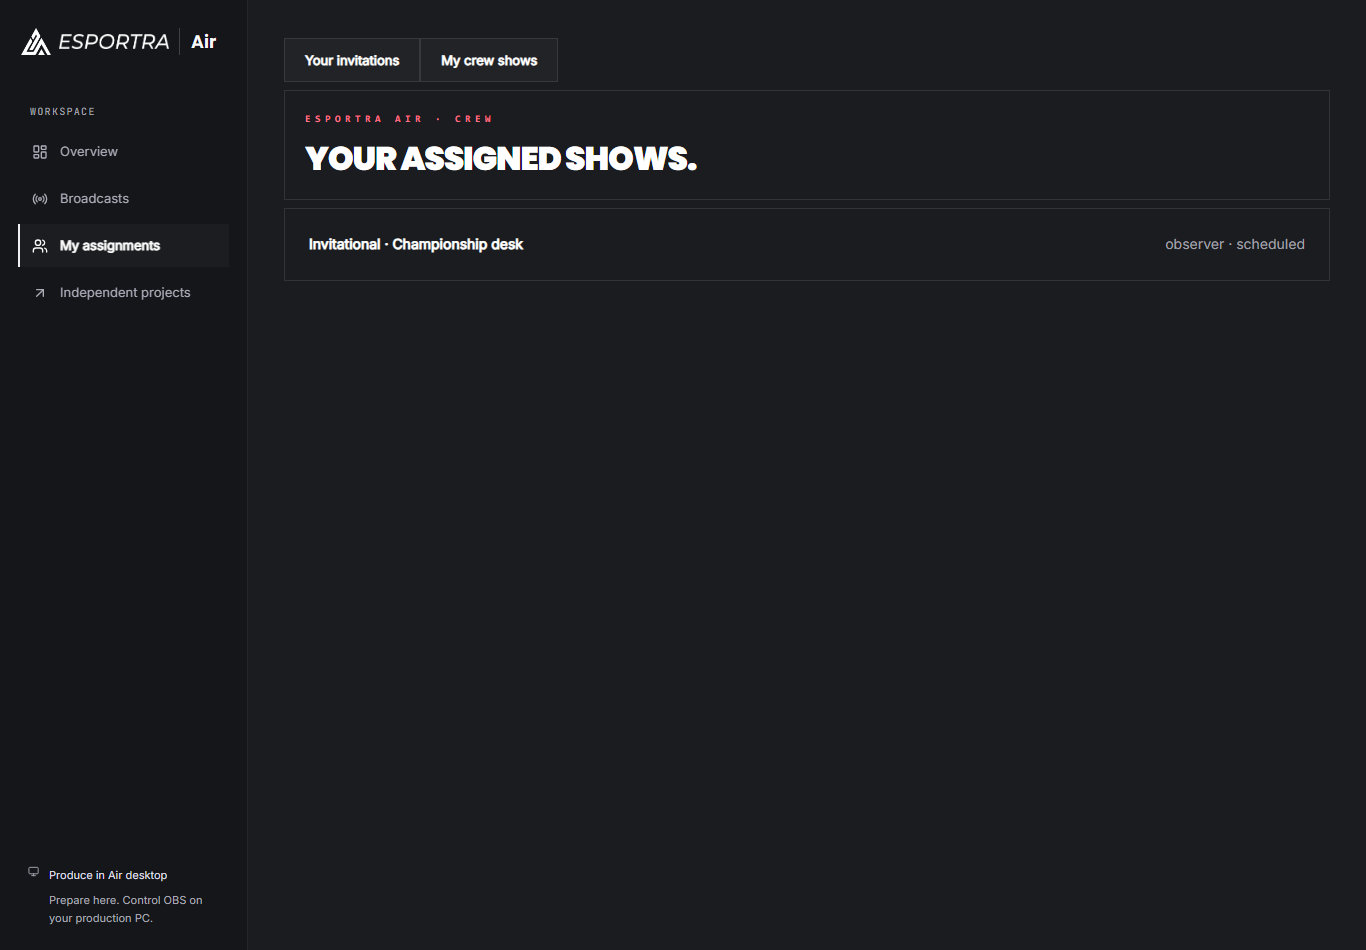 ESPORTRA Air
WORKSPACE
Overview
Broadcasts
My assignments
Independent projects
Produce in Air desktop
Prepare here. Control OBS on
your production PC.
Your invitations
My crew shows
ESPORTRA AIR · CREW
YOUR ASSIGNED SHOWS.
Invitational · Championship desk
observer · scheduled